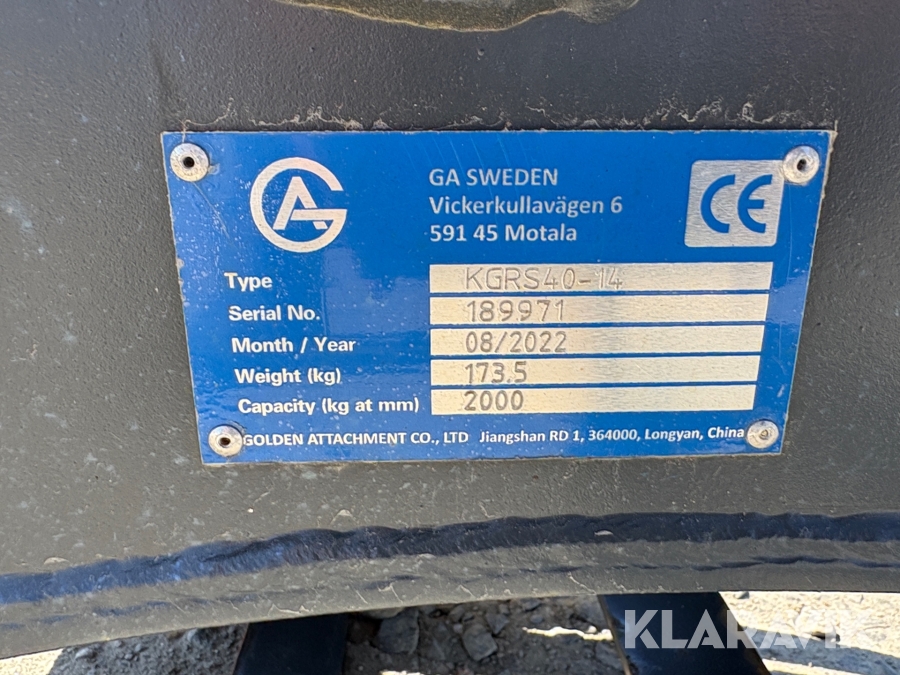 GA SWEDEN
Vickerkullavägen 6
591 45 Motala
CE
Type KGRS40-14
Serial No. 189971
Month / Year 08/2022
Weight (kg) 173.5
Capacity (kg at mm) 2000
GOLDEN ATTACHMENT CO., LTD Jiangshan RD 1, 364000, Longyan, China
KLARAVIK